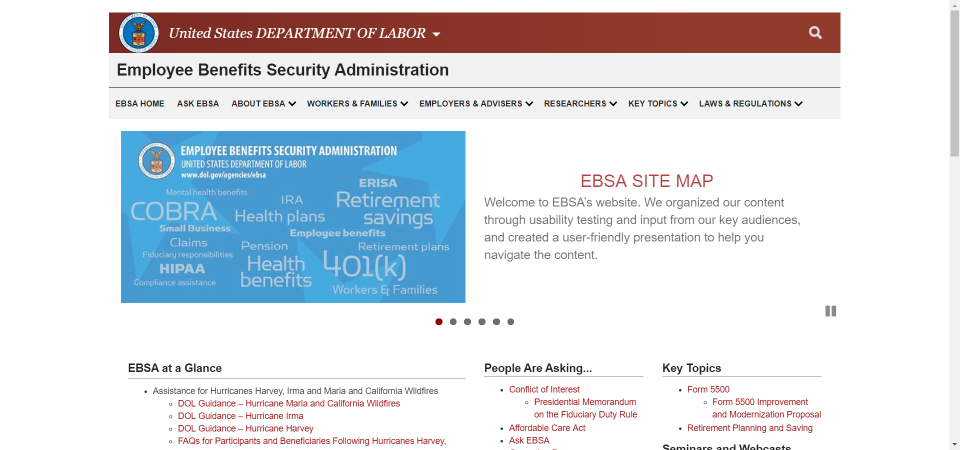 United States DEPARTMENT OF LABOR
Employee Benefits Security Administration
EBSA HOME ASK EBSA ABOUT EBSA WORKERS & FAMILIES EMPLOYERS & ADVISERS RESEARCHERS KEY TOPICS LAWS & REGULATIONS
EMPLOYEE BENEFITS SECURITY ADMINISTRATION
UNITED STATES DEPARTMENT OF LABOR
www.dol.gov/agencies/ebsa
ERISA
Mental health benefits
IRA
Retirement savings
COBRA
Health plans
Small Business
Employee benefits
Claims
Pension
Retirement plans
Fiduciary responsibilities
HIPAA
Health benefits
401(k)
Compliance assistance
Workers & Families
EBSA SITE MAP
Welcome to EBSA's website. We organized our content
through usability testing and input from our key audiences,
and created a user-friendly presentation to help you
navigate the content.
EBSA at a Glance
Assistance for Hurricanes Harvey, Irma and Maria and California Wildfires
DOL Guidance – Hurricane Maria and California Wildfires
DOL Guidance – Hurricane Irma
DOL Guidance – Hurricane Harvey
FAQs for Participants and Beneficiaries Following Hurricanes Harvey,
People Are Asking...
Conflict of Interest
Presidential Memorandum
on the Fiduciary Duty Rule
Affordable Care Act
Ask EBSA
Key Topics
Form 5500
Form 5500 Improvement
and Modernization Proposal
Retirement Planning and Saving
Seminars and Webcasts